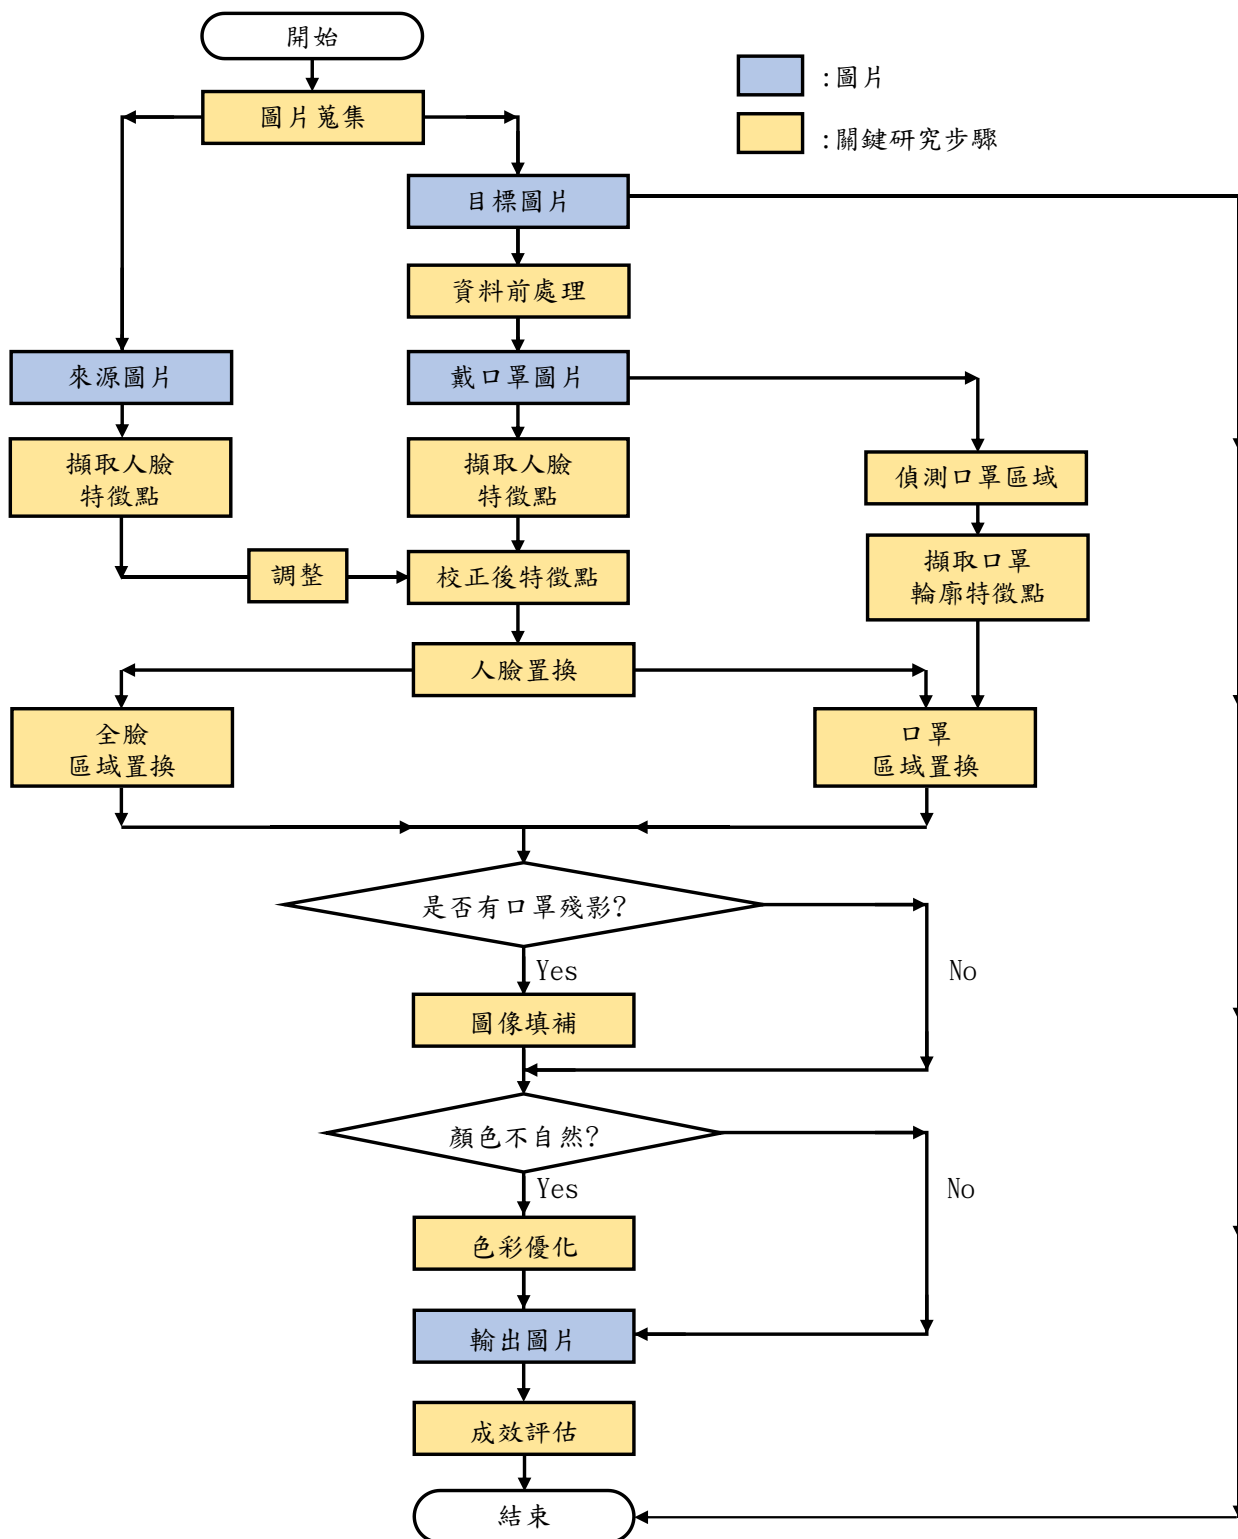 開始
:圖片
圖片蒐集
:關鍵研究步驟
目標圖片
資料前處理
來源圖片
戴口罩圖片
擷取人臉
特徵點
擷取人臉
特徵點
偵測口罩區域
調整
校正後特徵點
擷取口罩
輪廓特徵點
人臉置換
全臉
區域置換
口罩
區域置換
是否有口罩殘影?
Yes
No
圖像填補
顏色不自然?
Yes
No
色彩優化
輸出圖片
成效評估
結束